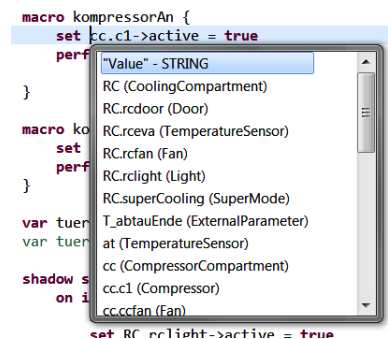 macro kompressorAn {
set cc.c1->active = true
perf
"Value" - STRING
RC (CoolingCompartment)
RC.rcdoor (Door)
RC.rceva (TemperatureSensor)
RC.rcfan (Fan)
RC.rclight (Light)
RC.superCooling (SuperMode)
T_abtauEnde (ExternalParameter)
at (TemperatureSensor)
cc (CompressorCompartment)
cc.c1 (Compressor)
cc.ccfan (Fan)
}
macro ko
set
perf
}
var tuer
var tuer
shadow s
on i
set RC.rclight->active = true